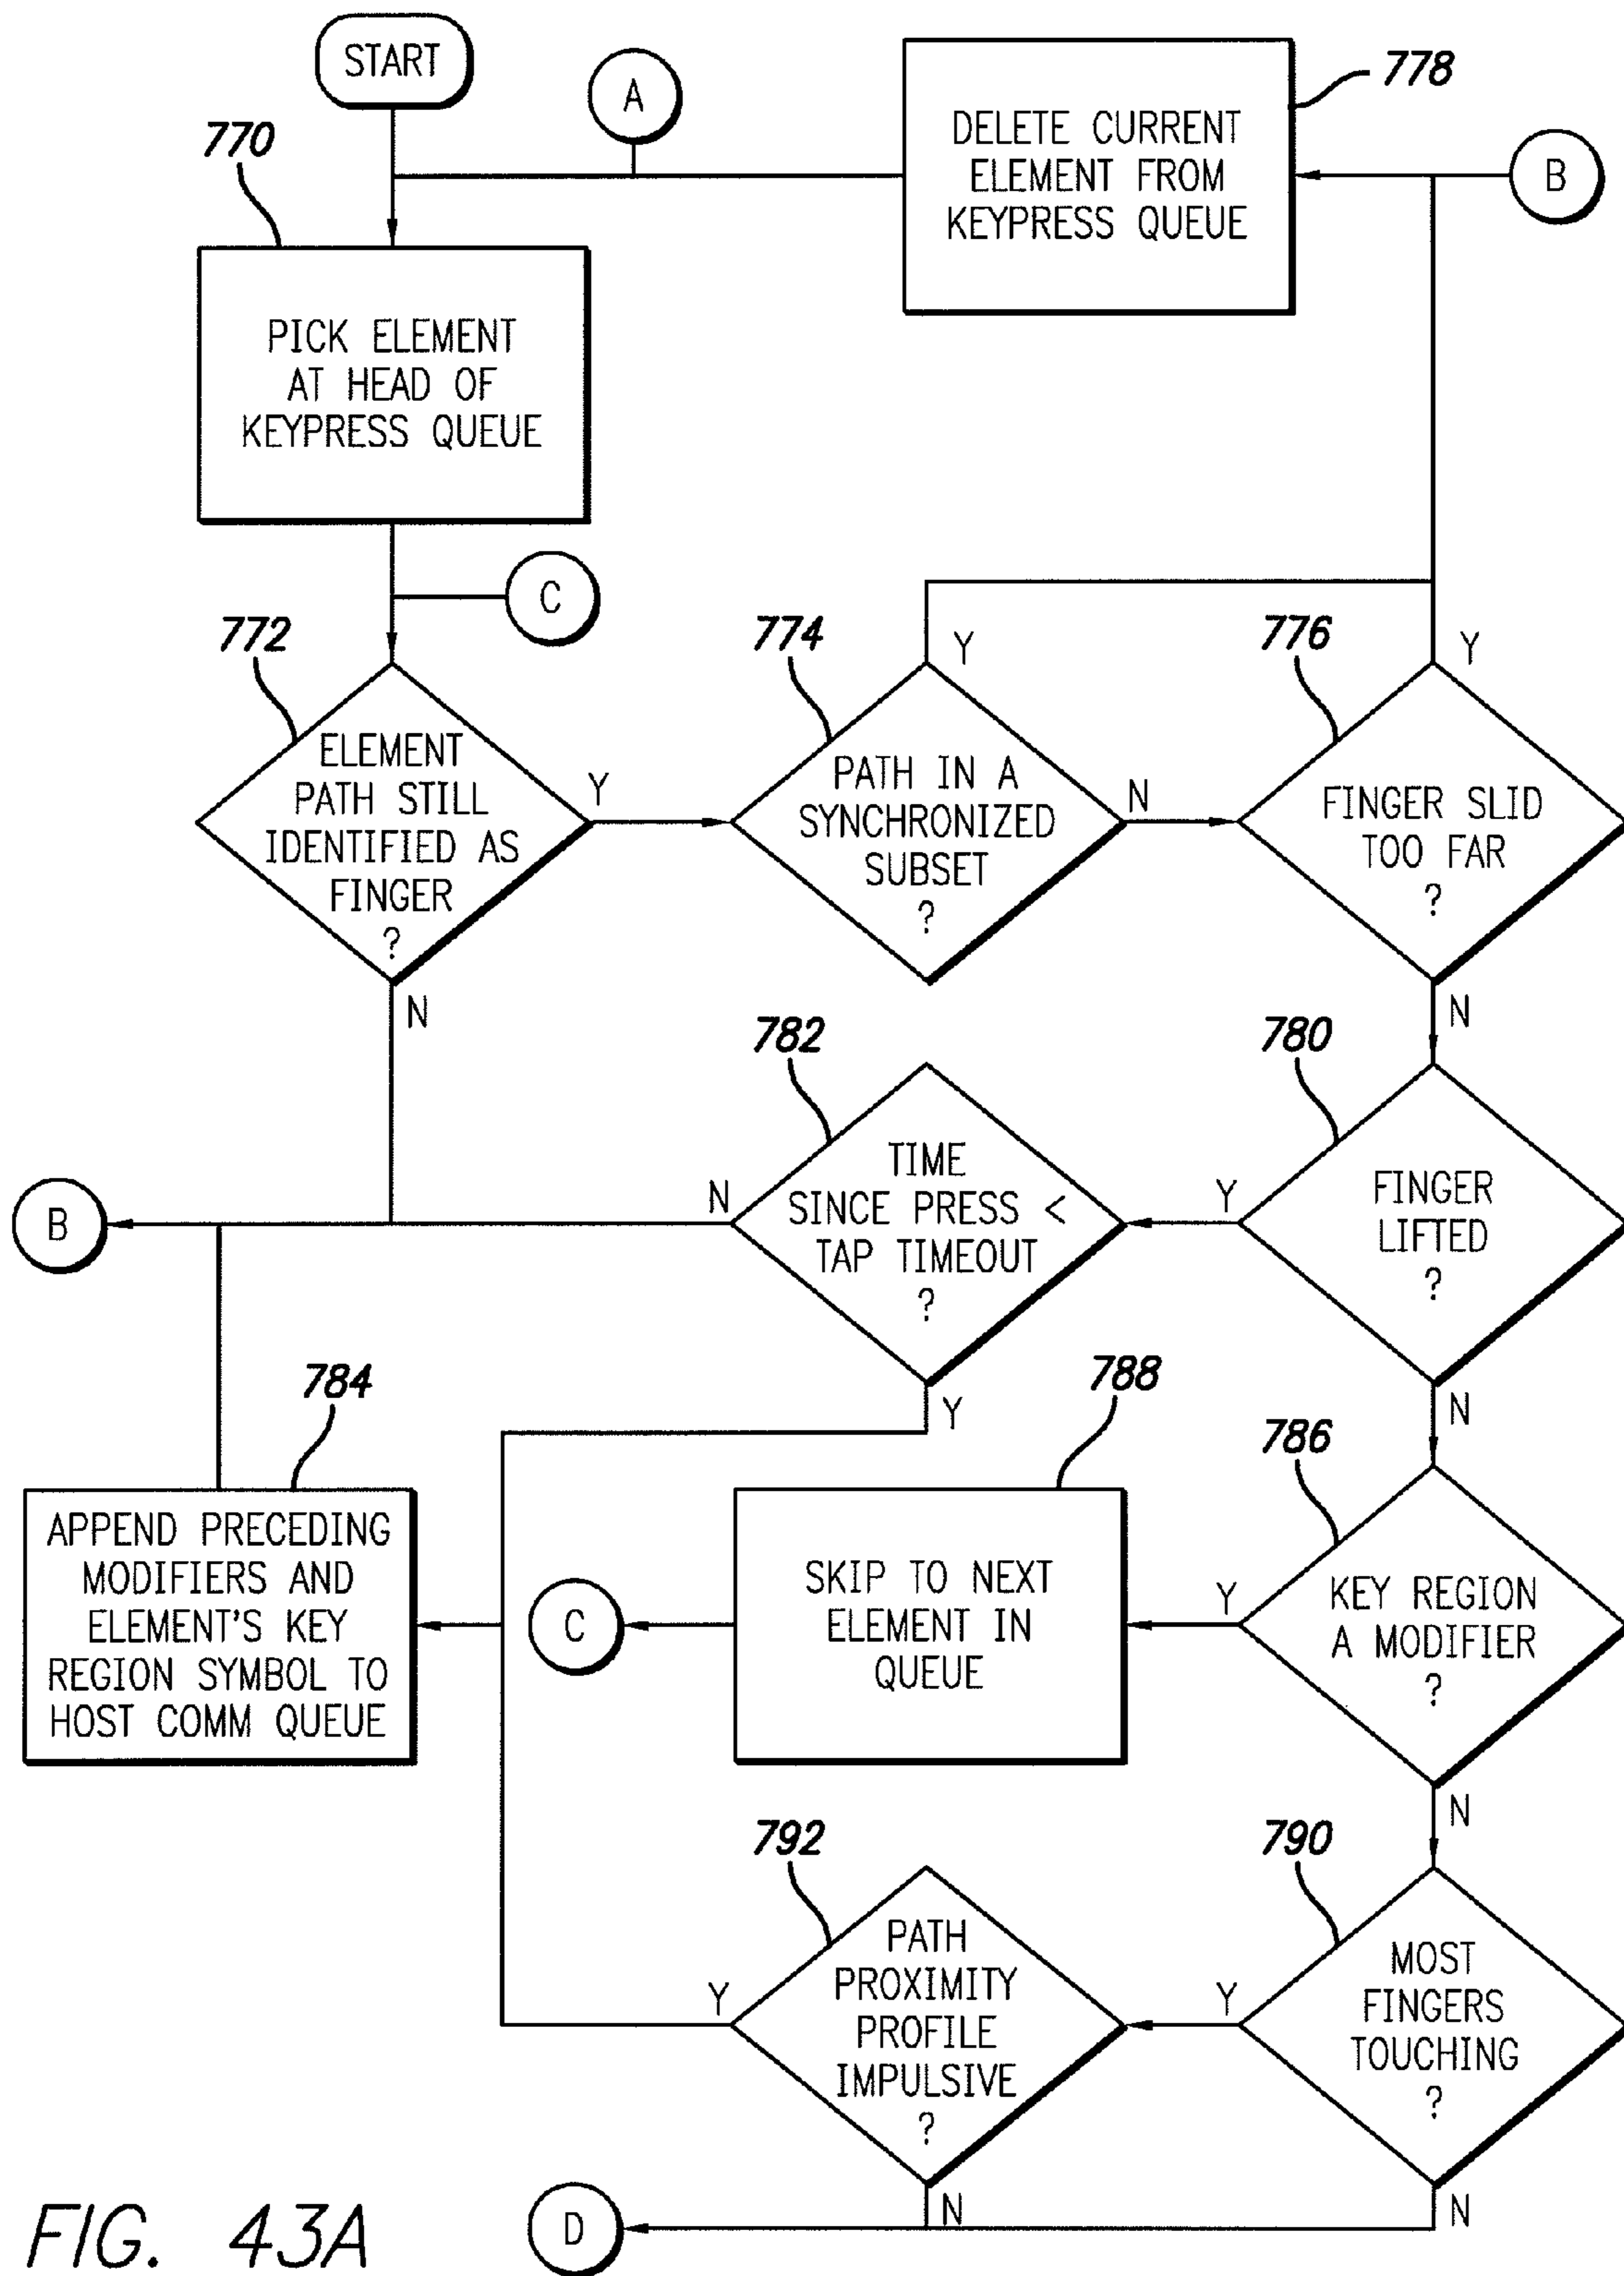 START
A
778
DELETE CURRENT
ELEMENT FROM
KEYPRESS QUEUE
B
770
PICK ELEMENT
AT HEAD OF
KEYPRESS QUEUE
C
772
ELEMENT
PATH STILL
IDENTIFIED AS
FINGER
?
Y
N
774
Y
PATH IN A
SYNCHRONIZED
SUBSET
?
N
776
Y
FINGER SLID
TOO FAR
?
N
782
TIME
SINCE PRESS <
TAP TIMEOUT
?
N
Y
780
FINGER
LIFTED
?
Y
N
B
784
APPEND PRECEDING
MODIFIERS AND
ELEMENT'S KEY
REGION SYMBOL TO
HOST COMM QUEUE
C
788
SKIP TO NEXT
ELEMENT IN
QUEUE
786
KEY REGION
A MODIFIER
?
Y
N
792
PATH
PROXIMITY
PROFILE
IMPULSIVE
?
Y
N
790
MOST
FINGERS
TOUCHING
?
Y
N
D
FIG. 43A